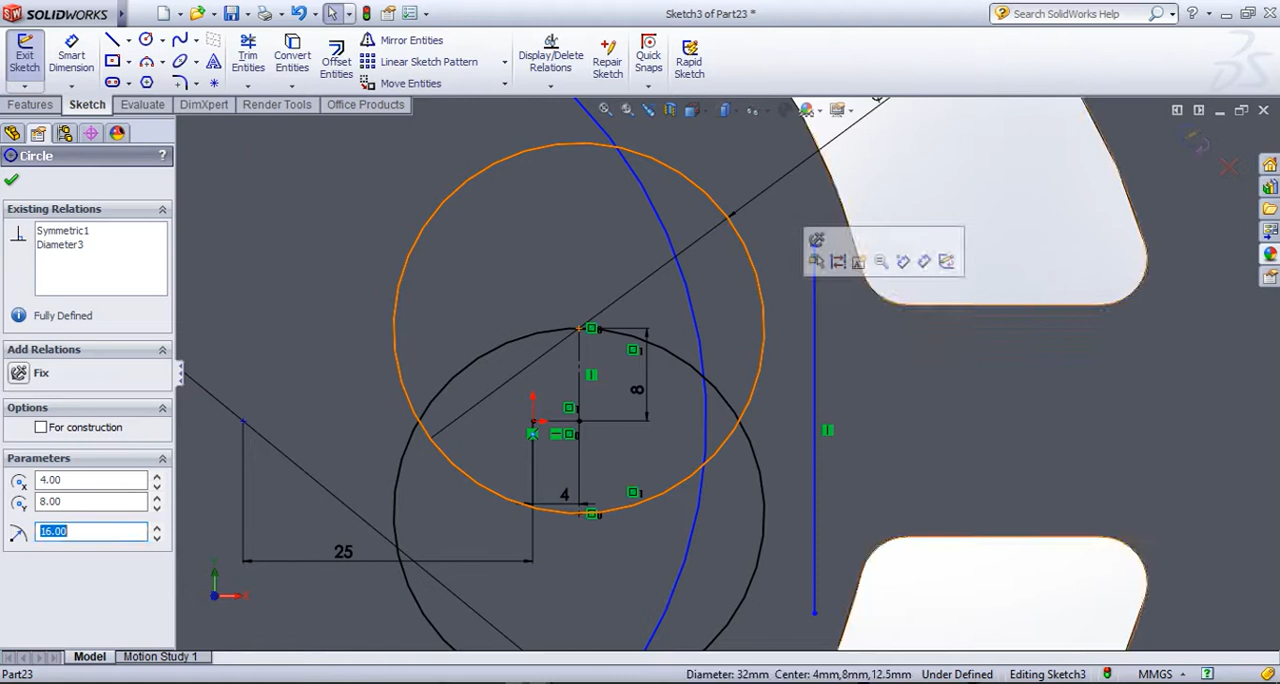 SOLIDWORKS
Sketch3 of Part23 *
Search SolidWorks Help
Exit Sketch
Smart Dimension
Trim Entities
Convert Entities
Offset Entities
Mirror Entities
Linear Sketch Pattern
Move Entities
Display/Delete Relations
Repair Sketch
Quick Snaps
Rapid Sketch
Features
Sketch
Evaluate
DimXpert
Render Tools
Office Products
Circle
?
Existing Relations
Symmetric1
Diameter3
Fully Defined
Add Relations
Fix
Options
For construction
Parameters
4.00
8.00
16.00
8
4
25
Model
Motion Study 1
Part23
Diameter: 32mm Center: 4mm,8mm,12.5mm
Under Defined
Editing Sketch3
MMGS